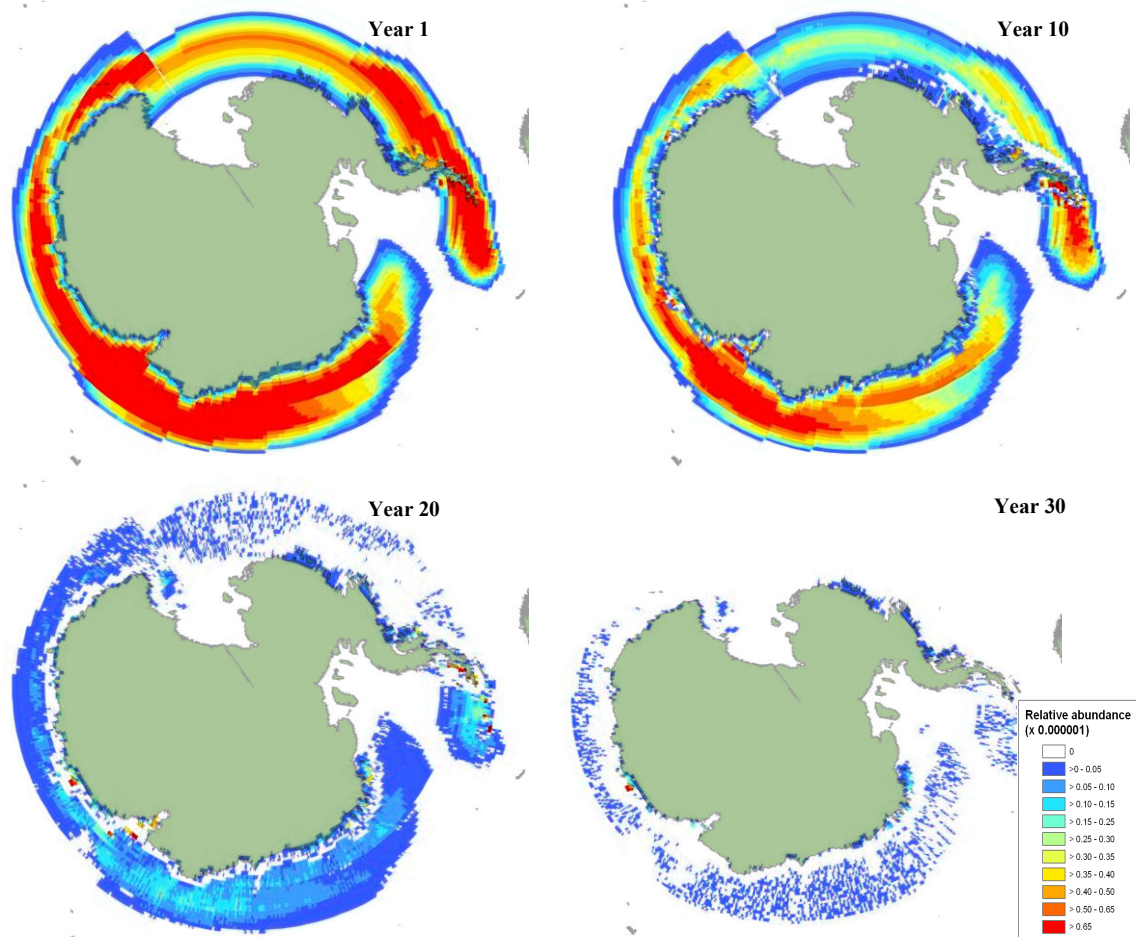 Year 1
Year 10
Year 20
Year 30
Relative abundance
(x 0.000001)
0
>0 - 0.05
> 0.05 - 0.10
> 0.10 - 0.15
> 0.15 - 0.25
> 0.25 - 0.30
> 0.30 - 0.35
> 0.35 - 0.40
> 0.40 - 0.50
> 0.50 - 0.65
> 0.65